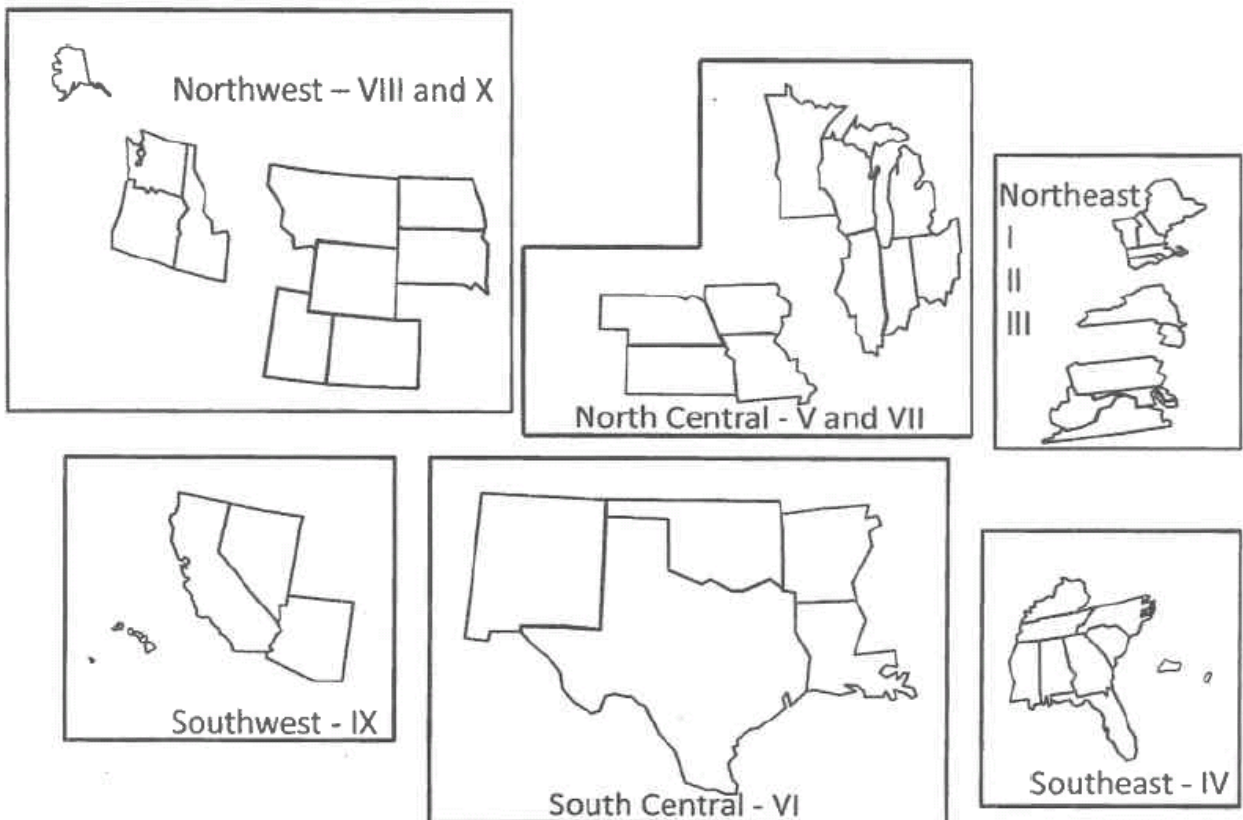 Northwest – VIII and X
Northeast
I
II
III
North Central - V and VII
Southwest - IX
South Central - VI
Southeast - IV